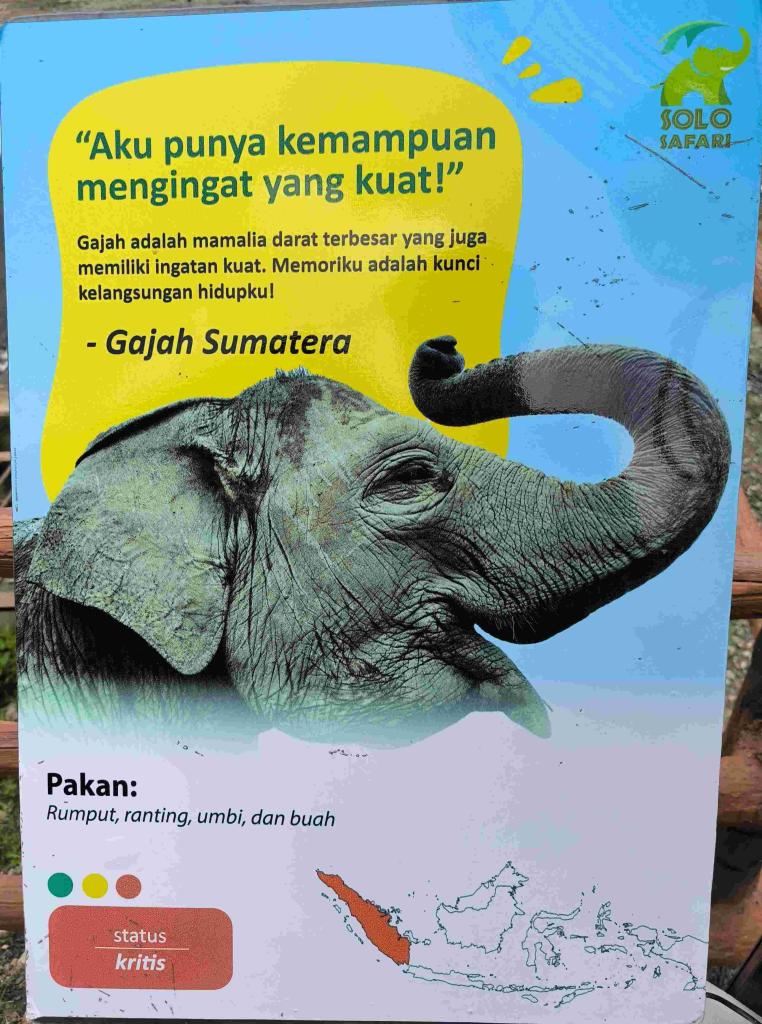 SOLO
SAFARI
“Aku punya kemampuan
mengingat yang kuat!”
Gajah adalah mamalia darat terbesar yang juga
memiliki ingatan kuat. Memoriku adalah kunci
kelangsungan hidupku!
- Gajah Sumatera
Pakan:
Rumput, ranting, umbi, dan buah
status
kritis